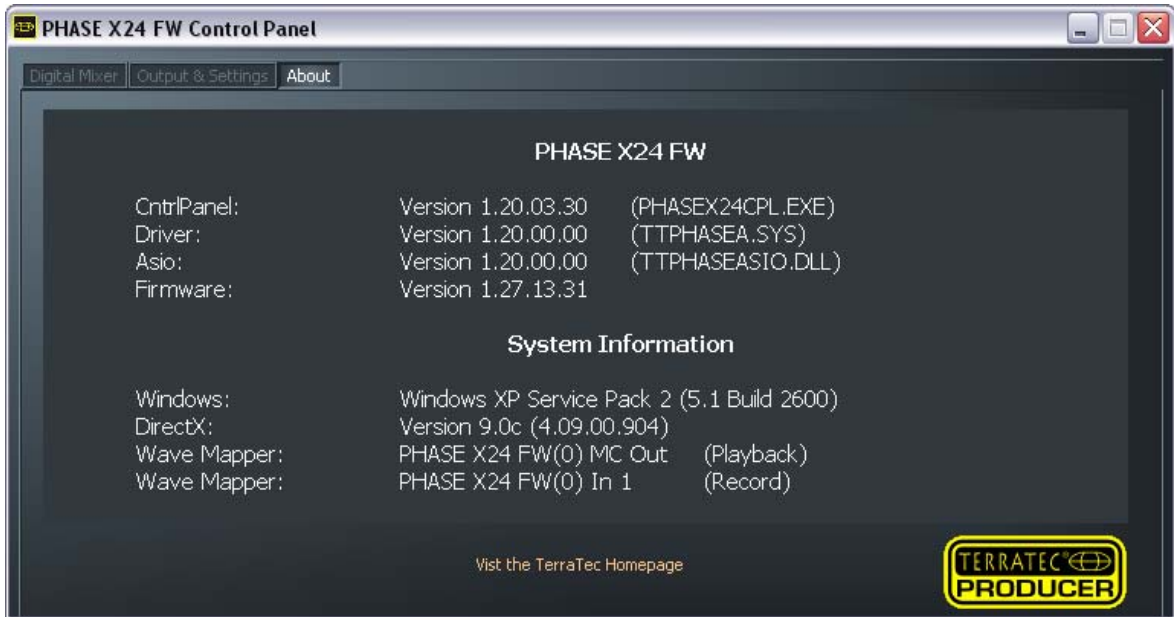 PHASE X24 FW Control Panel
Digital Mixer Output & Settings About
PHASE X24 FW
CntrlPanel: Version 1.20.03.30 (PHASEX24CPL.EXE)
Driver: Version 1.20.00.00 (TTPHASEA.SYS)
Asio: Version 1.20.00.00 (TTPHASEASIO.DLL)
Firmware: Version 1.27.13.31
System Information
Windows: Windows XP Service Pack 2 (5.1 Build 2600)
DirectX: Version 9.0c (4.09.00.904)
Wave Mapper: PHASE X24 FW(0) MC Out (Playback)
Wave Mapper: PHASE X24 FW(0) In 1 (Record)
Vist the TerraTec Homepage
TERRATEC®
PRODUCER